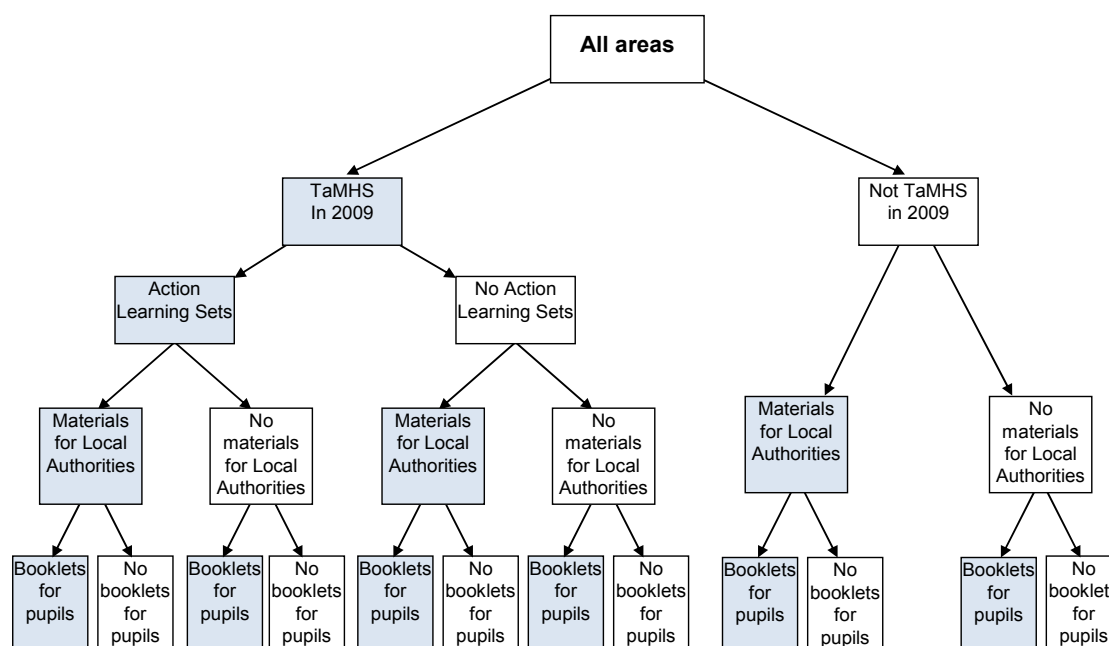 All areas
TaMHS
In 2009
Not TaMHS
in 2009
Action
Learning Sets
No Action
Learning Sets
Materials
for Local
Authorities
No
materials
for Local
Authorities
Materials
for Local
Authorities
No
materials
for Local
Authorities
Materials
for Local
Authorities
No
materials
for Local
Authorities
Booklets
for
pupils
No
booklets
for
pupils
Booklets
for
pupils
No
booklets
for
pupils
Booklets
for
pupils
No
booklets
for
pupils
Booklets
for
pupils
No
booklets
for
pupils
Booklets
for
pupils
No
booklets
for
pupils
Booklets
for
pupils
No
booklets
for
pupils